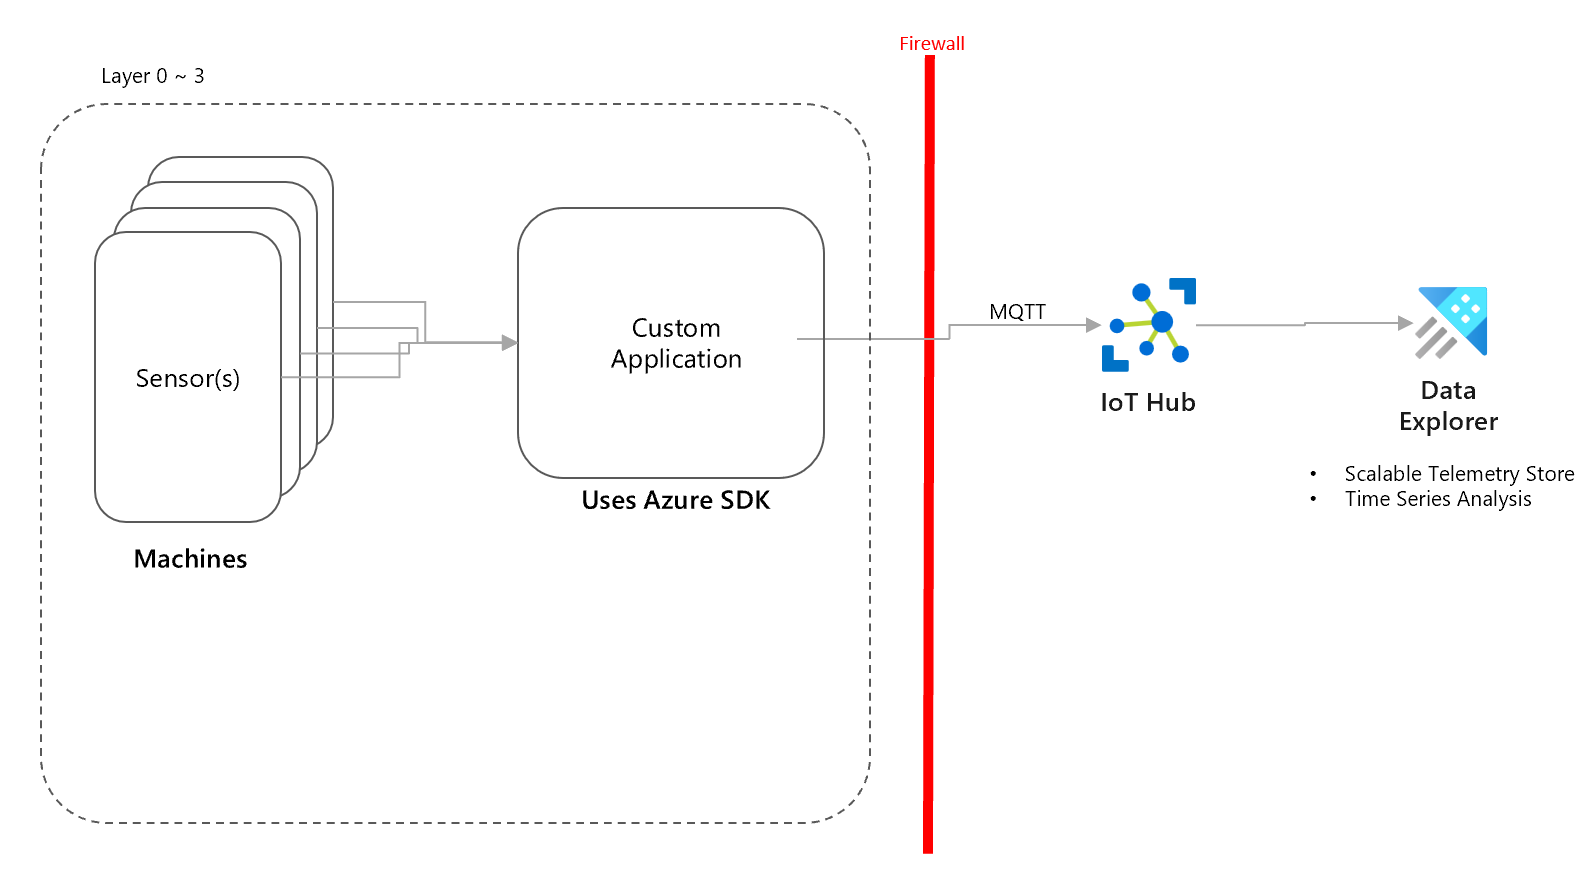 Firewall
Layer 0 ~ 3
Sensor(s)
Machines
Custom
Application
Uses Azure SDK
MQTT
IoT Hub
Data
Explorer
• Scalable Telemetry Store
• Time Series Analysis